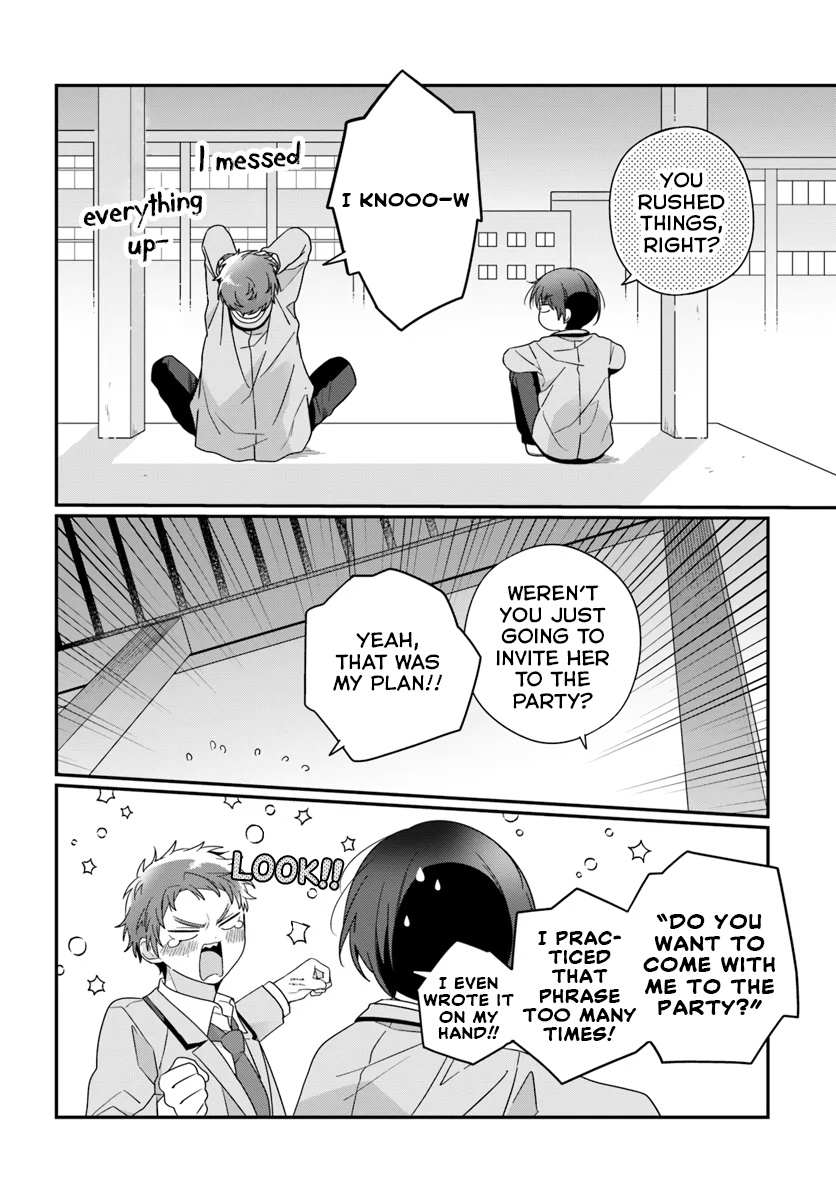 YOU
RUSHED
THINGS,
RIGHT?
I KNOOO-W
I messed
everything
up-
WEREN'T
YOU JUST
GOING TO
INVITE HER
TO THE
PARTY?
YEAH,
THAT WAS
MY PLAN!!
"DO YOU
WANT TO
COME WITH
ME TO THE
PARTY?"
I PRAC-
TICED
THAT
PHRASE
TOO MANY
TIMES!
I EVEN
WROTE IT
ON MY
HAND!!
LOOK!!